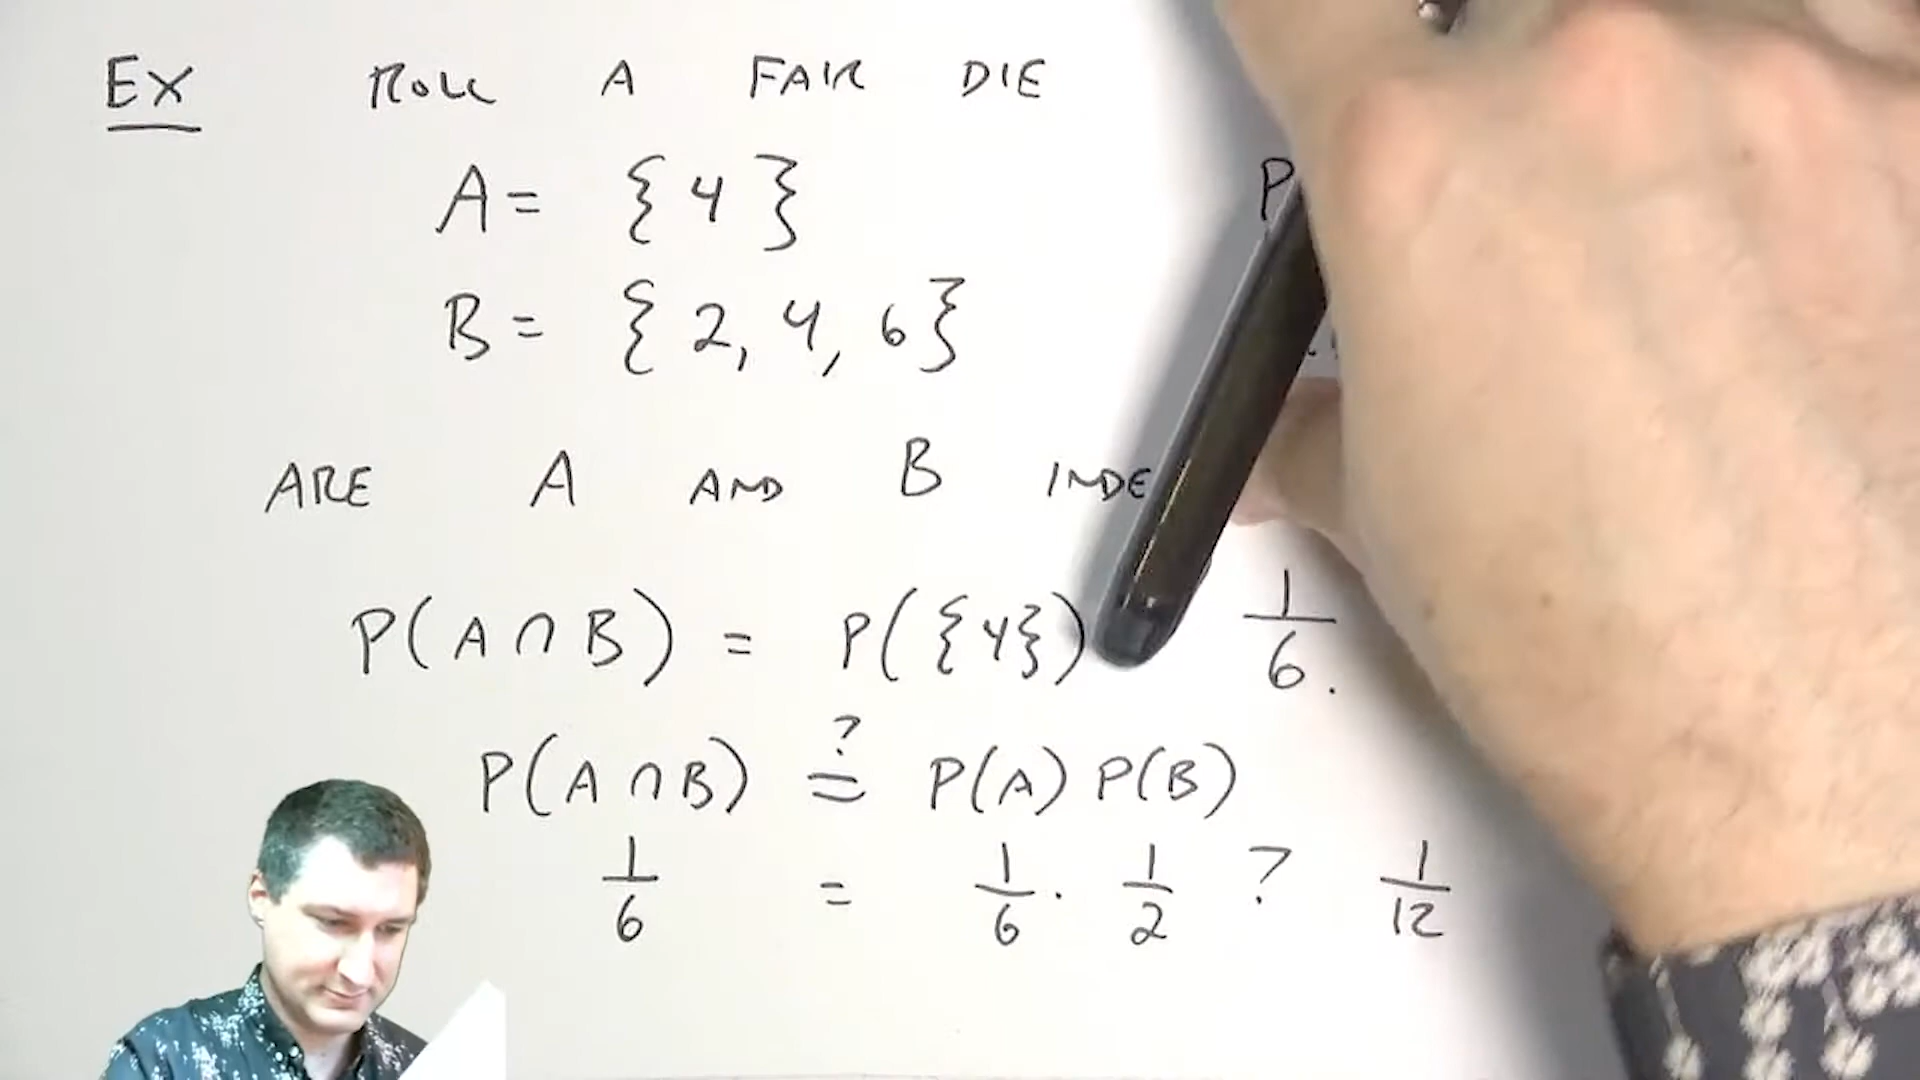 EX ROLL A FAIR DIE
A = { 4 }
B = { 2, 4, 6 }
P
ARE A AND B INDE
P(A ∩ B) = P({4}) 1/6.
P(A ∩ B) ?= P(A) P(B)
1/6 = 1/6 · 1/2 ? 1/12